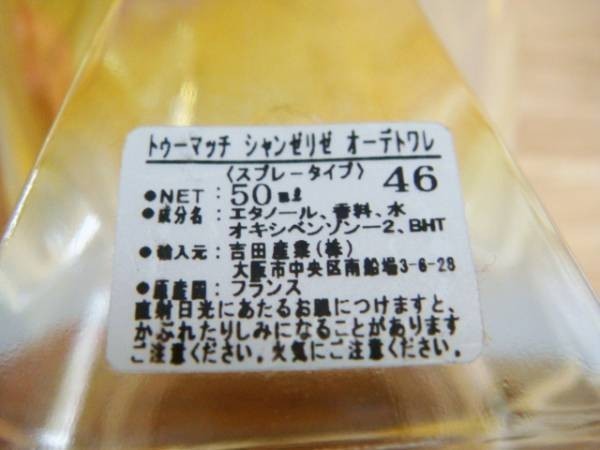 トゥーマッチ シャンゼリゼ オーデトワレ
〈スプレータイプ〉 46
●NET : 50ml
●成分名 : エタノール、香料、水
オキシベンゾン−2、BHT
●輸入元 : 吉田産業(株)
大阪市中央区南船場3-6-28
●原産国 : フランス
直射日光にあたるお肌につけますと、
かぶれたりしみになることがあります
ご注意ください。火気にご注意ください。